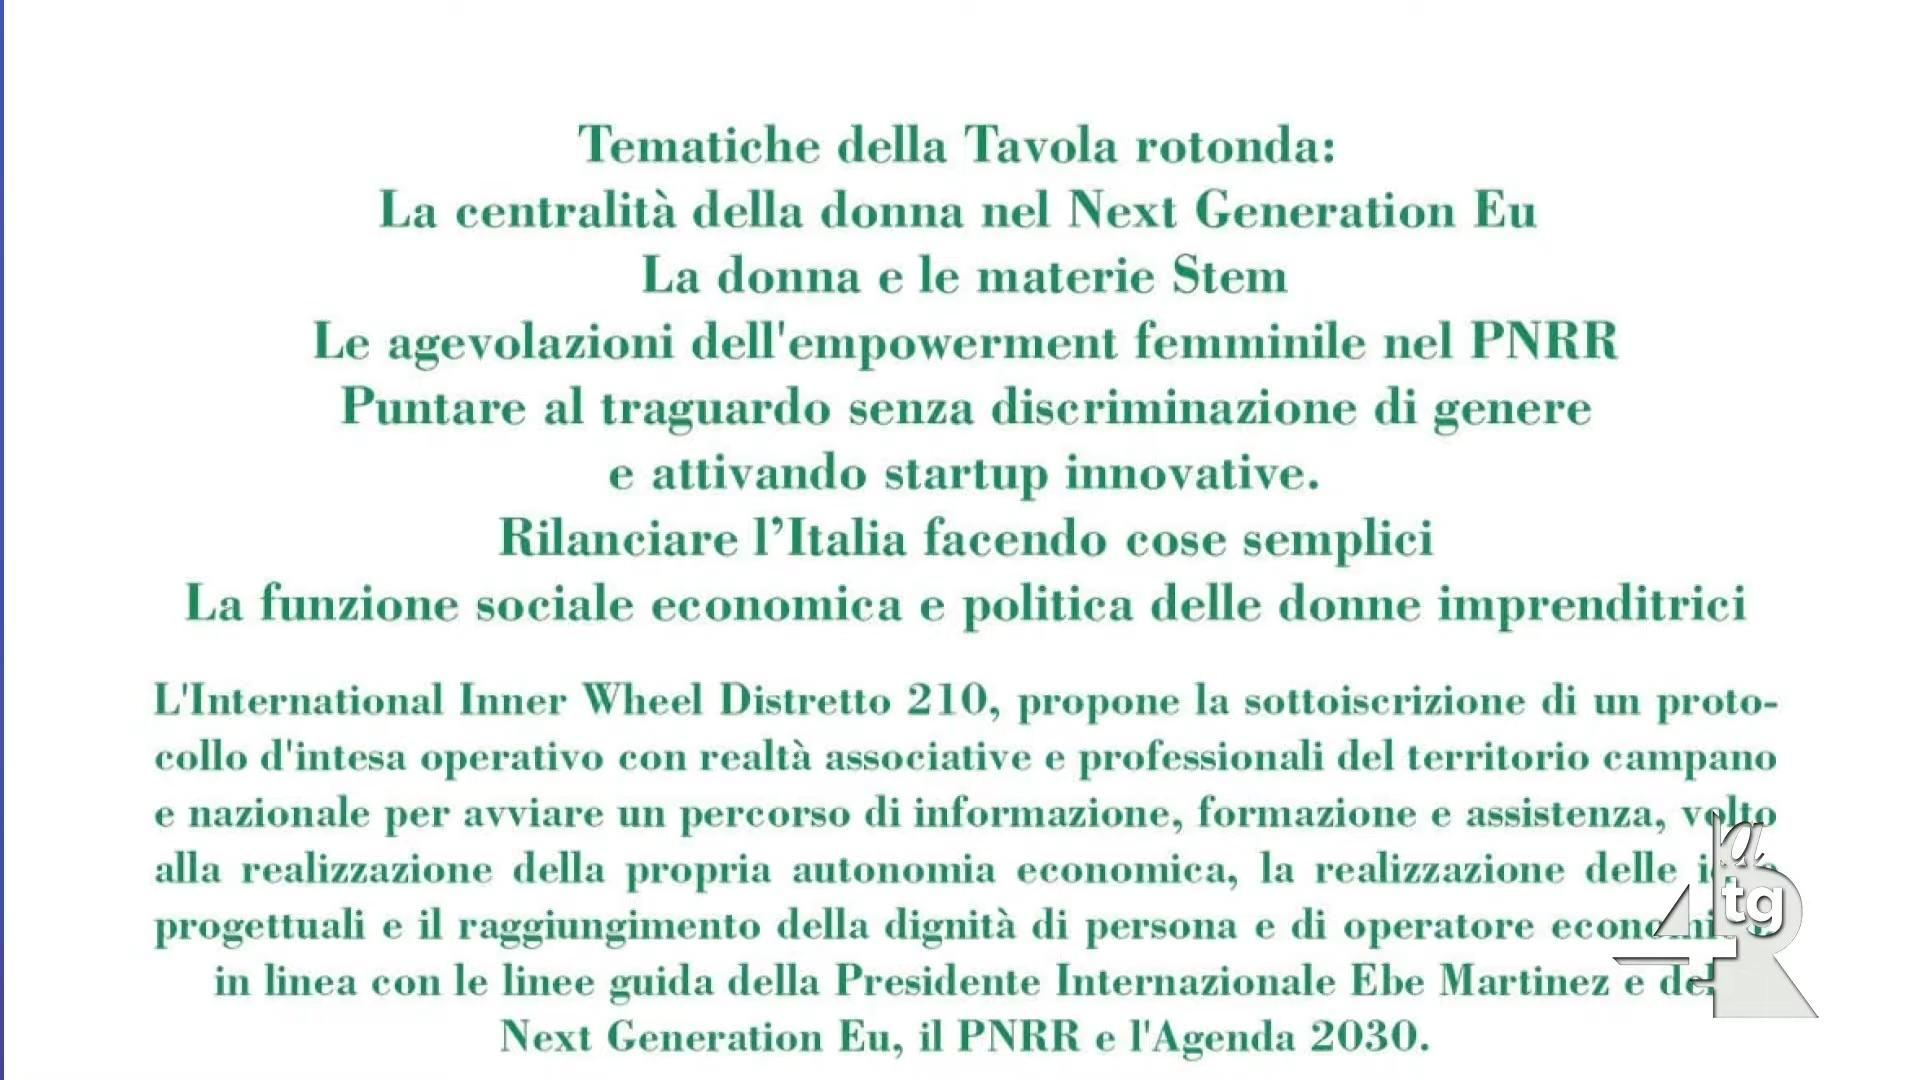 Tematiche della Tavola rotonda:
La centralità della donna nel Next Generation Eu
La donna e le materie Stem
Le agevolazioni dell'empowerment femminile nel PNRR
Puntare al traguardo senza discriminazione di genere
e attivando startup innovative.
Rilanciare l’Italia facendo cose semplici
La funzione sociale economica e politica delle donne imprenditrici
L'International Inner Wheel Distretto 210, propone la sottoiscrizione di un proto-
collo d'intesa operativo con realtà associative e professionali del territorio campano
e nazionale per avviare un percorso di informazione, formazione e assistenza, volto
alla realizzazione della propria autonomia economica, la realizzazione delle
progettuali e il raggiungimento della dignità di persona e di operatore
in linea con le linee guida della Presidente Internazionale Ebe Martinez e del
Next Generation Eu, il PNRR e l'Agenda 2030.
la
tg
4R